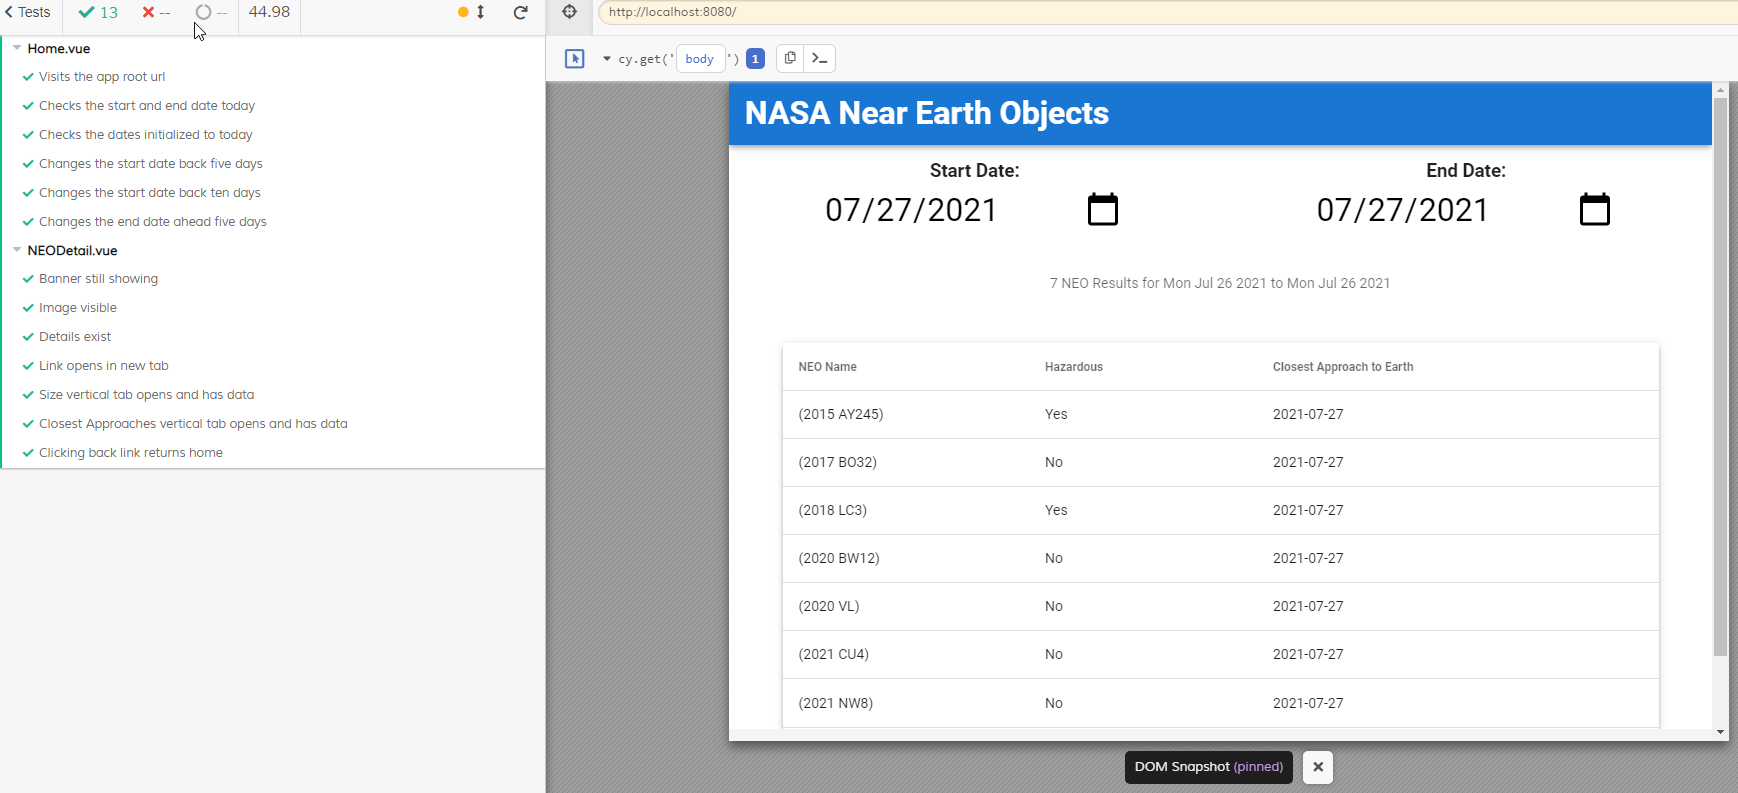 Tests 13 -- -- 44.98
Home.vue
Visits the app root url
Checks the start and end date today
Checks the dates initialized to today
Changes the start date back five days
Changes the start date back ten days
Changes the end date ahead five days
NEODetail.vue
Banner still showing
Image visible
Details exist
Link opens in new tab
Size vertical tab opens and has data
Closest Approaches vertical tab opens and has data
Clicking back link returns home
http://localhost:8080/
cy.get('body') 1
NASA Near Earth Objects
Start Date: End Date:
07/27/2021 07/27/2021
7 NEO Results for Mon Jul 26 2021 to Mon Jul 26 2021
NEO Name Hazardous Closest Approach to Earth
(2015 AY245) Yes 2021-07-27
(2017 BO32) No 2021-07-27
(2018 LC3) Yes 2021-07-27
(2020 BW12) No 2021-07-27
(2020 VL) No 2021-07-27
(2021 CU4) No 2021-07-27
(2021 NW8) No 2021-07-27
DOM Snapshot (pinned)